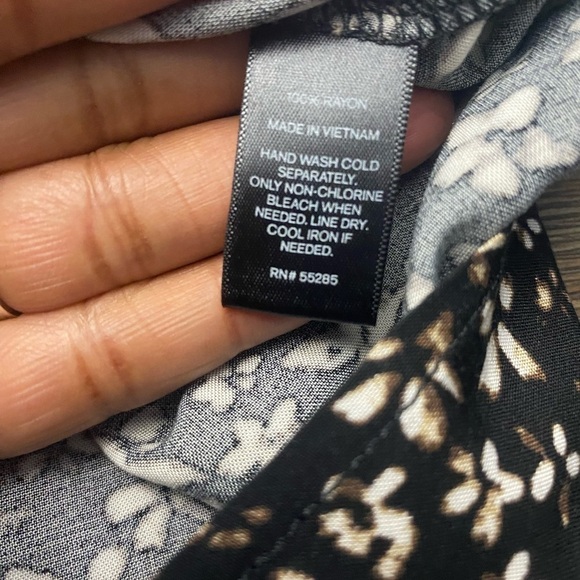 100% RAYON
MADE IN VIETNAM
HAND WASH COLD
SEPARATELY.
ONLY NON-CHLORINE
BLEACH WHEN
NEEDED. LINE DRY.
COOL IRON IF
NEEDED.
RN# 55285